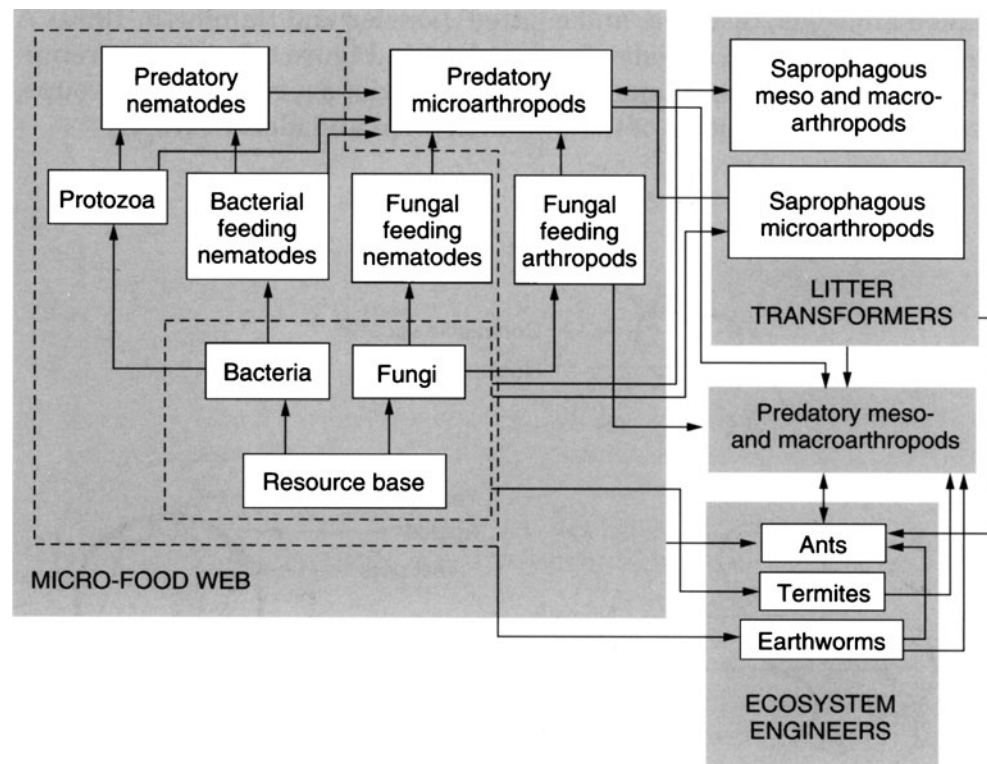 Predatory
nematodes
Predatory
microarthropods
Saprophagous
meso and macro-
arthropods
Protozoa
Bacterial
feeding
nematodes
Fungal
feeding
nematodes
Fungal
feeding
arthropods
Saprophagous
microarthropods
LITTER
TRANSFORMERS
Bacteria
Fungi
Predatory meso-
and macroarthropods
Resource base
Ants
Termites
Earthworms
MICRO-FOOD WEB
ECOSYSTEM
ENGINEERS